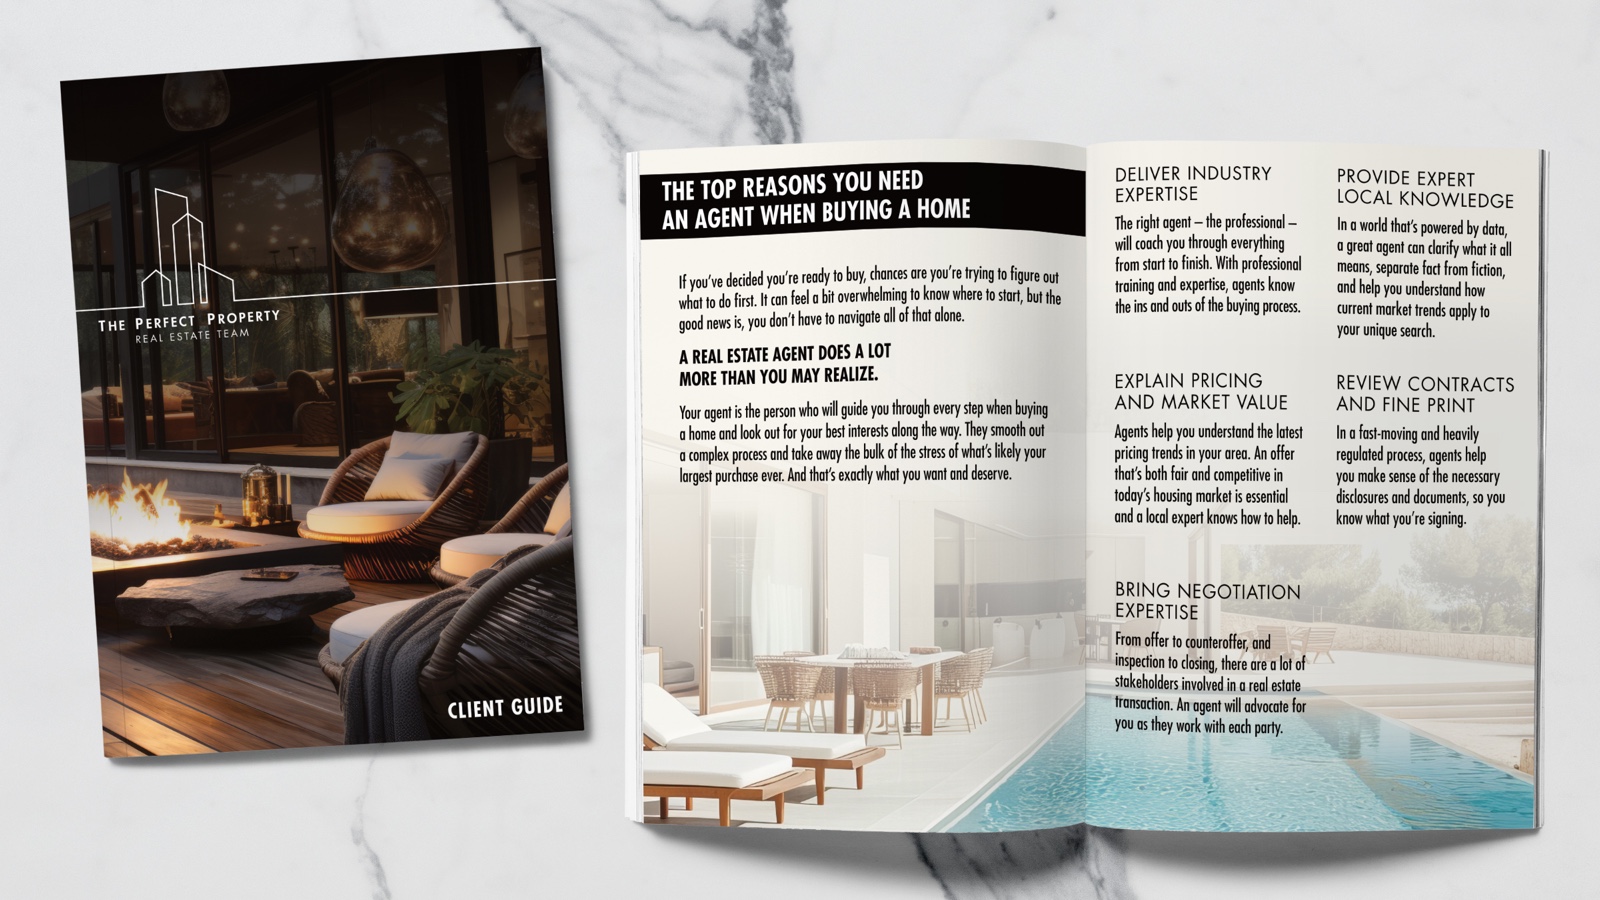 THE PERFECT PROPERTY
REAL ESTATE TEAM
CLIENT GUIDE
THE TOP REASONS YOU NEED
AN AGENT WHEN BUYING A HOME
If you've decided you're ready to buy, chances are you're trying to figure out
what to do first. It can feel a bit overwhelming to know where to start, but the
good news is, you don't have to navigate all of that alone.
A REAL ESTATE AGENT DOES A LOT
MORE THAN YOU MAY REALIZE.
Your agent is the person who will guide you through every step when buying
a home and look out for your best interests along the way. They smooth out
a complex process and take away the bulk of the stress of what's likely your
largest purchase ever. And that's exactly what you want and deserve.
DELIVER INDUSTRY
EXPERTISE
The right agent – the professional –
will coach you through everything
from start to finish. With professional
training and expertise, agents know
the ins and outs of the buying process.
EXPLAIN PRICING
AND MARKET VALUE
Agents help you understand the latest
pricing trends in your area. An offer
that's both fair and competitive in
today's housing market is essential
and a local expert knows how to help.
BRING NEGOTIATION
EXPERTISE
From offer to counteroffer, and
inspection to closing, there are a lot of
stakeholders involved in a real estate
transaction. An agent will advocate for
you as they work with each party.
PROVIDE EXPERT
LOCAL KNOWLEDGE
In a world that's powered by data,
a great agent can clarify what it all
means, separate fact from fiction,
and help you understand how
current market trends apply to
your unique search.
REVIEW CONTRACTS
AND FINE PRINT
In a fast-moving and heavily
regulated process, agents help
you make sense of the necessary
disclosures and documents, so you
know what you're signing.